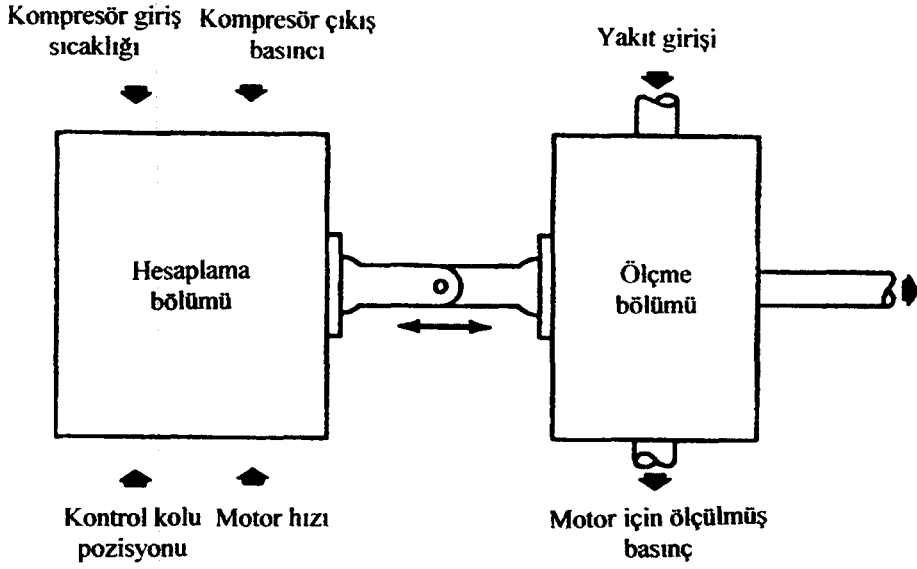 Kompresör giriş
sıcaklığı
Kompresör çıkış
basıncı
Yakıt girişi
Hesaplama
bölümü
Ölçme
bölümü
Kontrol kolu
pozisyonu
Motor hızı
Motor için ölçülmüş
basınç